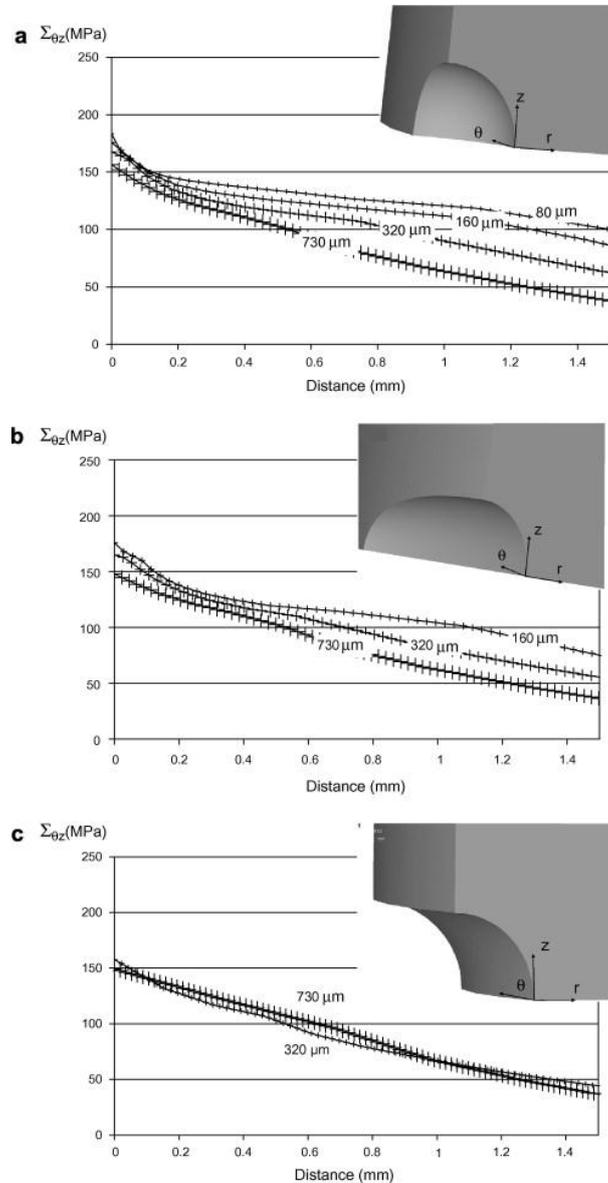 a Σθz(MPa)
250
200
150
100
50
0
80 µm
160 µm
320 µm
730 µm
z
θ
r
0 0.2 0.4 0.6 0.8 1 1.2 1.4
Distance (mm)
b Σθz(MPa)
250
200
150
100
50
0
160 µm
320 µm
730 µm
z
θ
r
0 0.2 0.4 0.6 0.8 1 1.2 1.4
Distance (mm)
c Σθz(MPa)
250
200
150
100
50
0
730 µm
320 µm
z
θ
r
0 0.2 0.4 0.6 0.8 1 1.2 1.4
Distance (mm)